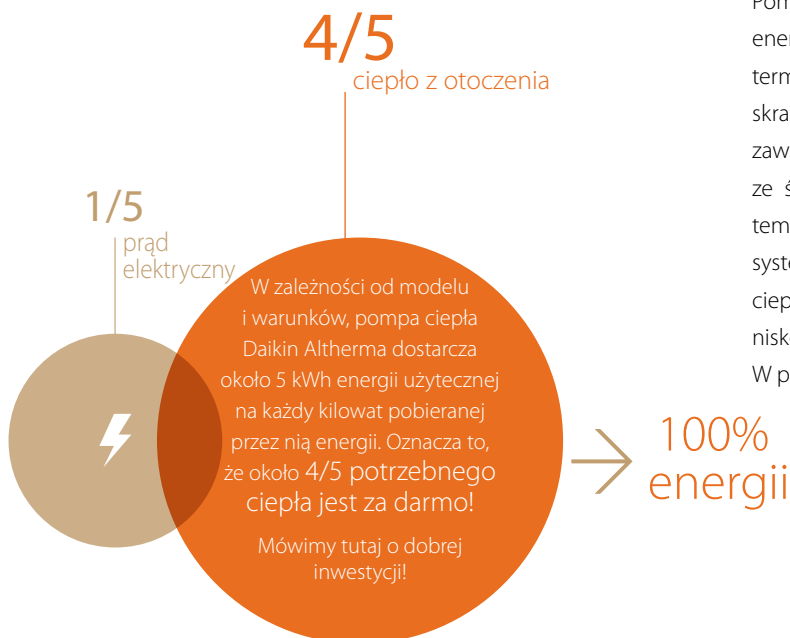 4/5
ciepło z otoczenia
1/5
prąd
elektryczny
W zależności od modelu
i warunków, pompa ciepła
Daikin Altherma dostarcza
około 5 kWh energii użytecznej
na każdy kilowat pobieranej
przez nią energii. Oznacza to,
że około 4/5 potrzebnego
ciepła jest za darmo!
Mówimy tutaj o dobrej
inwestycji!
100%
energii